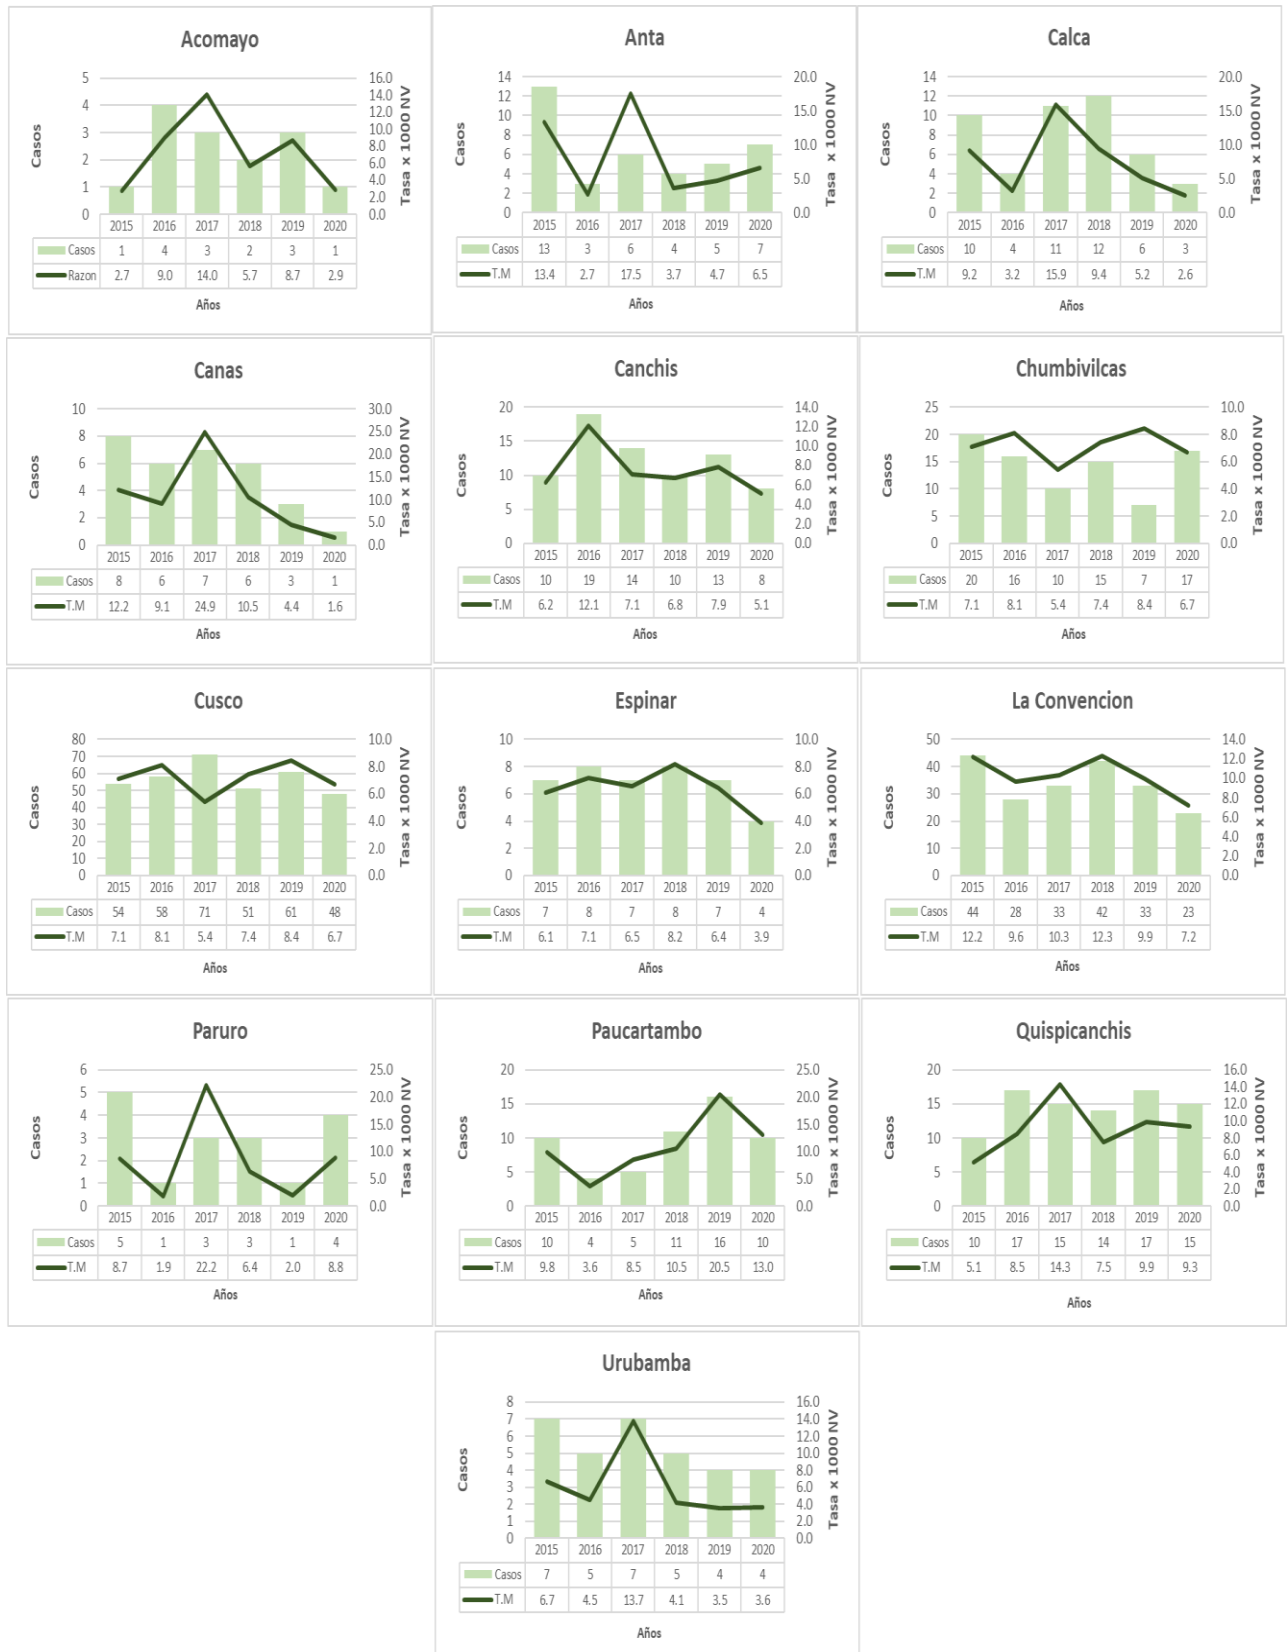 Acomayo
Casos
Tasa x 1000 NV
5
4
3
2
1
0
16.0
14.0
12.0
10.0
8.0
6.0
4.0
2.0
0.0
2015 2016 2017 2018 2019 2020
Casos 1 4 3 2 3 1
Razon 2.7 9.0 14.0 5.7 8.7 2.9
Años
Anta
Casos
Tasa x 1000 NV
14
12
10
8
6
4
2
0
20.0
15.0
10.0
5.0
0.0
2015 2016 2017 2018 2019 2020
Casos 13 3 6 4 5 7
T.M 13.4 2.7 17.5 3.7 4.7 6.5
Años
Calca
Casos
Tasa x 1000 NV
14
12
10
8
6
4
2
0
20.0
15.0
10.0
5.0
0.0
2015 2016 2017 2018 2019 2020
Casos 10 4 11 12 6 3
T.M 9.2 3.2 15.9 9.4 5.2 2.6
Años
Canas
Casos
Tasa x 1000 NV
10
8
6
4
2
0
30.0
25.0
20.0
15.0
10.0
5.0
0.0
2015 2016 2017 2018 2019 2020
Casos 8 6 7 6 3 1
T.M 12.2 9.1 24.9 10.5 4.4 1.6
Años
Canchis
Casos
Tasa x 1000 NV
20
15
10
5
0
14.0
12.0
10.0
8.0
6.0
4.0
2.0
0.0
2015 2016 2017 2018 2019 2020
Casos 10 19 14 10 13 8
T.M 6.2 12.1 7.1 6.8 7.9 5.1
Años
Chumbivilcas
Casos
Tasa x 1000 NV
25
20
15
10
5
0
10.0
8.0
6.0
4.0
2.0
0.0
2015 2016 2017 2018 2019 2020
Casos 20 16 10 15 7 17
T.M 7.1 8.1 5.4 7.4 8.4 6.7
Años
Cusco
Casos
Tasa x 1000 NV
80
70
60
50
40
30
20
10
0
10.0
8.0
6.0
4.0
2.0
0.0
2015 2016 2017 2018 2019 2020
Casos 54 58 71 51 61 48
T.M 7.1 8.1 5.4 7.4 8.4 6.7
Años
Espinar
Casos
Tasa x 1000 NV
10
8
6
4
2
0
10.0
8.0
6.0
4.0
2.0
0.0
2015 2016 2017 2018 2019 2020
Casos 7 8 7 8 7 4
T.M 6.1 7.1 6.5 8.2 6.4 3.9
Años
La Convencion
Casos
Tasa x 1000 NV
50
40
30
20
10
0
14.0
12.0
10.0
8.0
6.0
4.0
2.0
0.0
2015 2016 2017 2018 2019 2020
Casos 44 28 33 42 33 23
T.M 12.2 9.6 10.3 12.3 9.9 7.2
Años
Paruro
Casos
Tasa x 1000 NV
6
5
4
3
2
1
0
25.0
20.0
15.0
10.0
5.0
0.0
2015 2016 2017 2018 2019 2020
Casos 5 1 3 3 1 4
T.M 8.7 1.9 22.2 6.4 2.0 8.8
Años
Paucartambo
Casos
Tasa x 1000 NV
20
15
10
5
0
25.0
20.0
15.0
10.0
5.0
0.0
2015 2016 2017 2018 2019 2020
Casos 10 4 5 11 16 10
T.M 9.8 3.6 8.5 10.5 20.5 13.0
Años
Quispicanchis
Casos
Tasa x 1000 NV
20
15
10
5
0
16.0
14.0
12.0
10.0
8.0
6.0
4.0
2.0
0.0
2015 2016 2017 2018 2019 2020
Casos 10 17 15 14 17 15
T.M 5.1 8.5 14.3 7.5 9.9 9.3
Años
Urubamba
Casos
Tasa x 1000 NV
8
7
6
5
4
3
2
1
0
16.0
14.0
12.0
10.0
8.0
6.0
4.0
2.0
0.0
2015 2016 2017 2018 2019 2020
Casos 7 5 7 5 4 4
T.M 6.7 4.5 13.7 4.1 3.5 3.6
Años